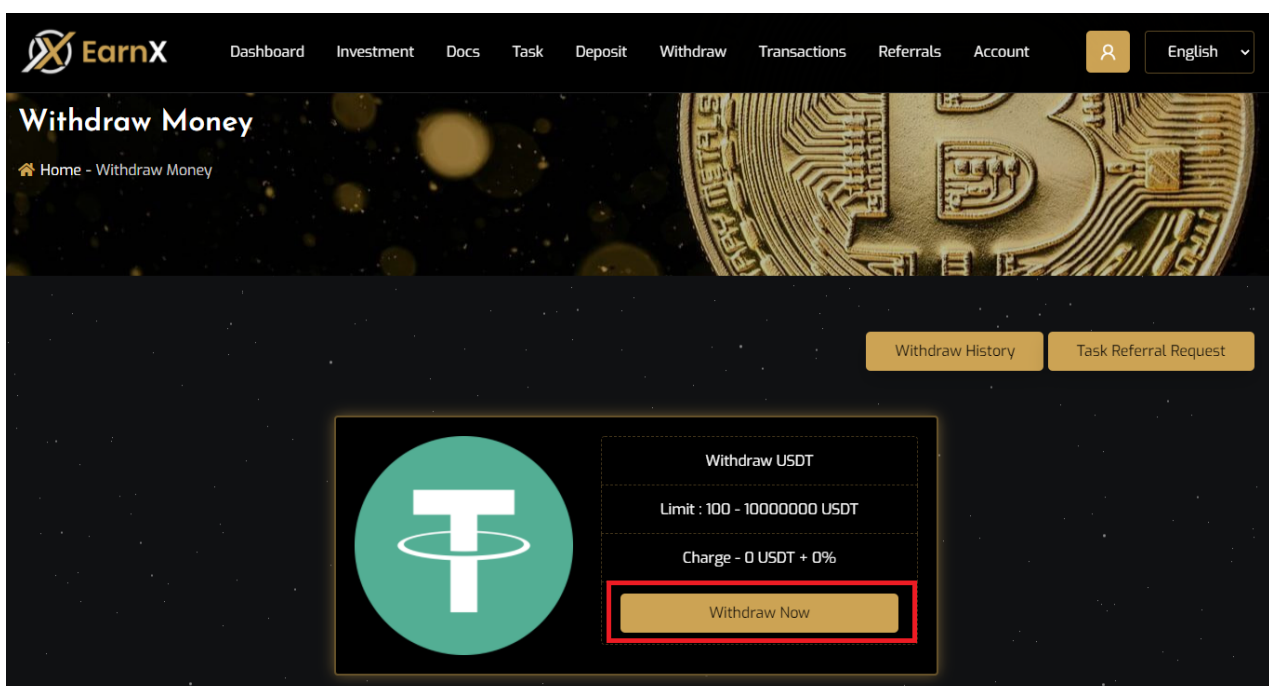 EarnX Dashboard Investment Docs Task Deposit Withdraw Transactions Referrals Account English
Withdraw Money
Home - Withdraw Money
Withdraw History Task Referral Request
Withdraw USDT
Limit : 100 - 10000000 USDT
Charge - 0 USDT + 0%
Withdraw Now